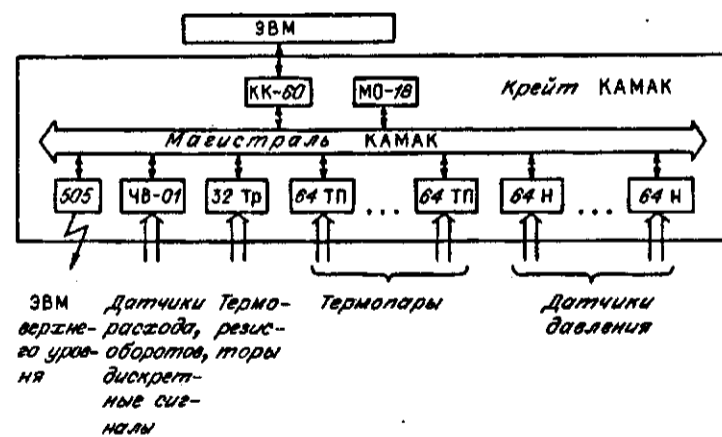 ЭВМ
КК-60
МО-18
Крейт КАМАК
Магистраль КАМАК
505
ЧВ-01
32 Тр
64 ТП
...
64 ТП
64 Н
...
64 Н
ЭВМ
верхне-
го уров-
ня
Датчики
расхода,
оборотов,
дискрет-
ные сиг-
налы
Термо-
резис-
торы
Термопары
Датчики
давления